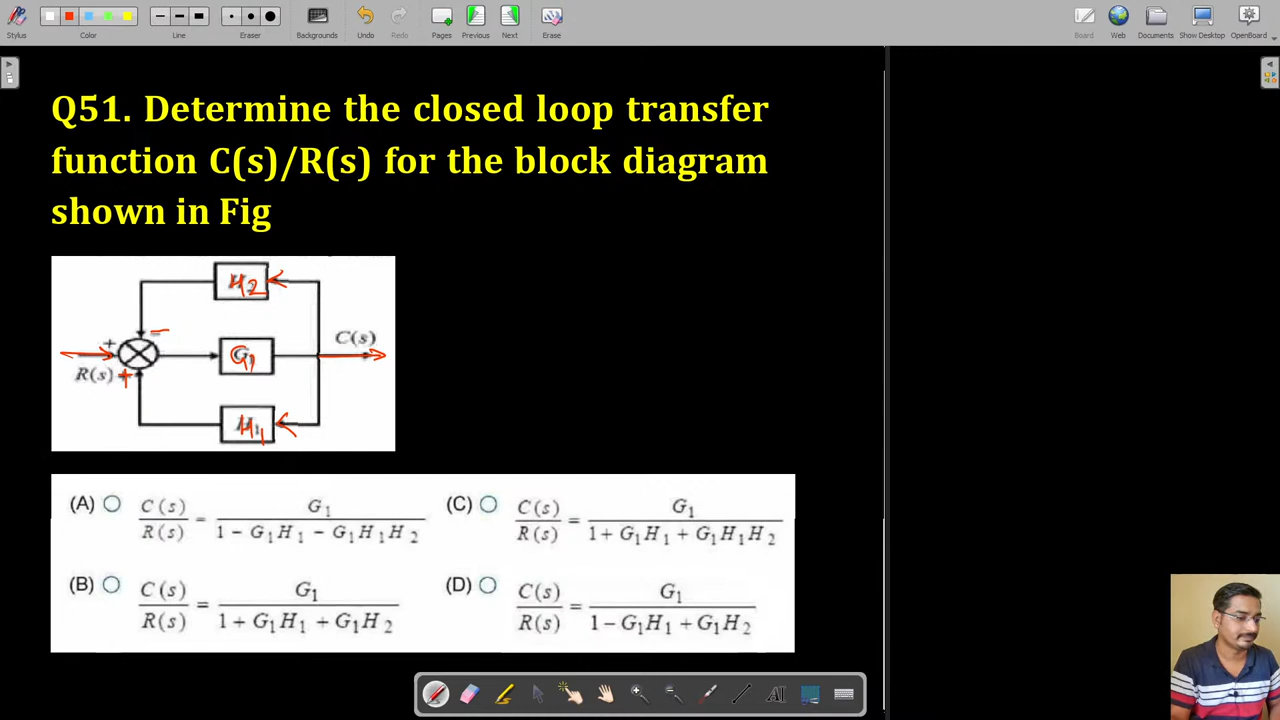 Stylus Color Line Eraser Backgrounds Undo Redo Pages Previous Next Erase Board Web Documents Show Desktop OpenBoard
Q51. Determine the closed loop transfer
function C(s)/R(s) for the block diagram
shown in Fig
H2
+ −
G1 C(s)
R(s) +
H1
(A) C(s)/R(s) = G₁/(1 − G₁H₁ − G₁H₁H₂)
(C) C(s)/R(s) = G₁/(1 + G₁H₁ + G₁H₁H₂)
(B) C(s)/R(s) = G₁/(1 + G₁H₁ + G₁H₂)
(D) C(s)/R(s) = G₁/(1 − G₁H₁ + G₁H₂)
AI